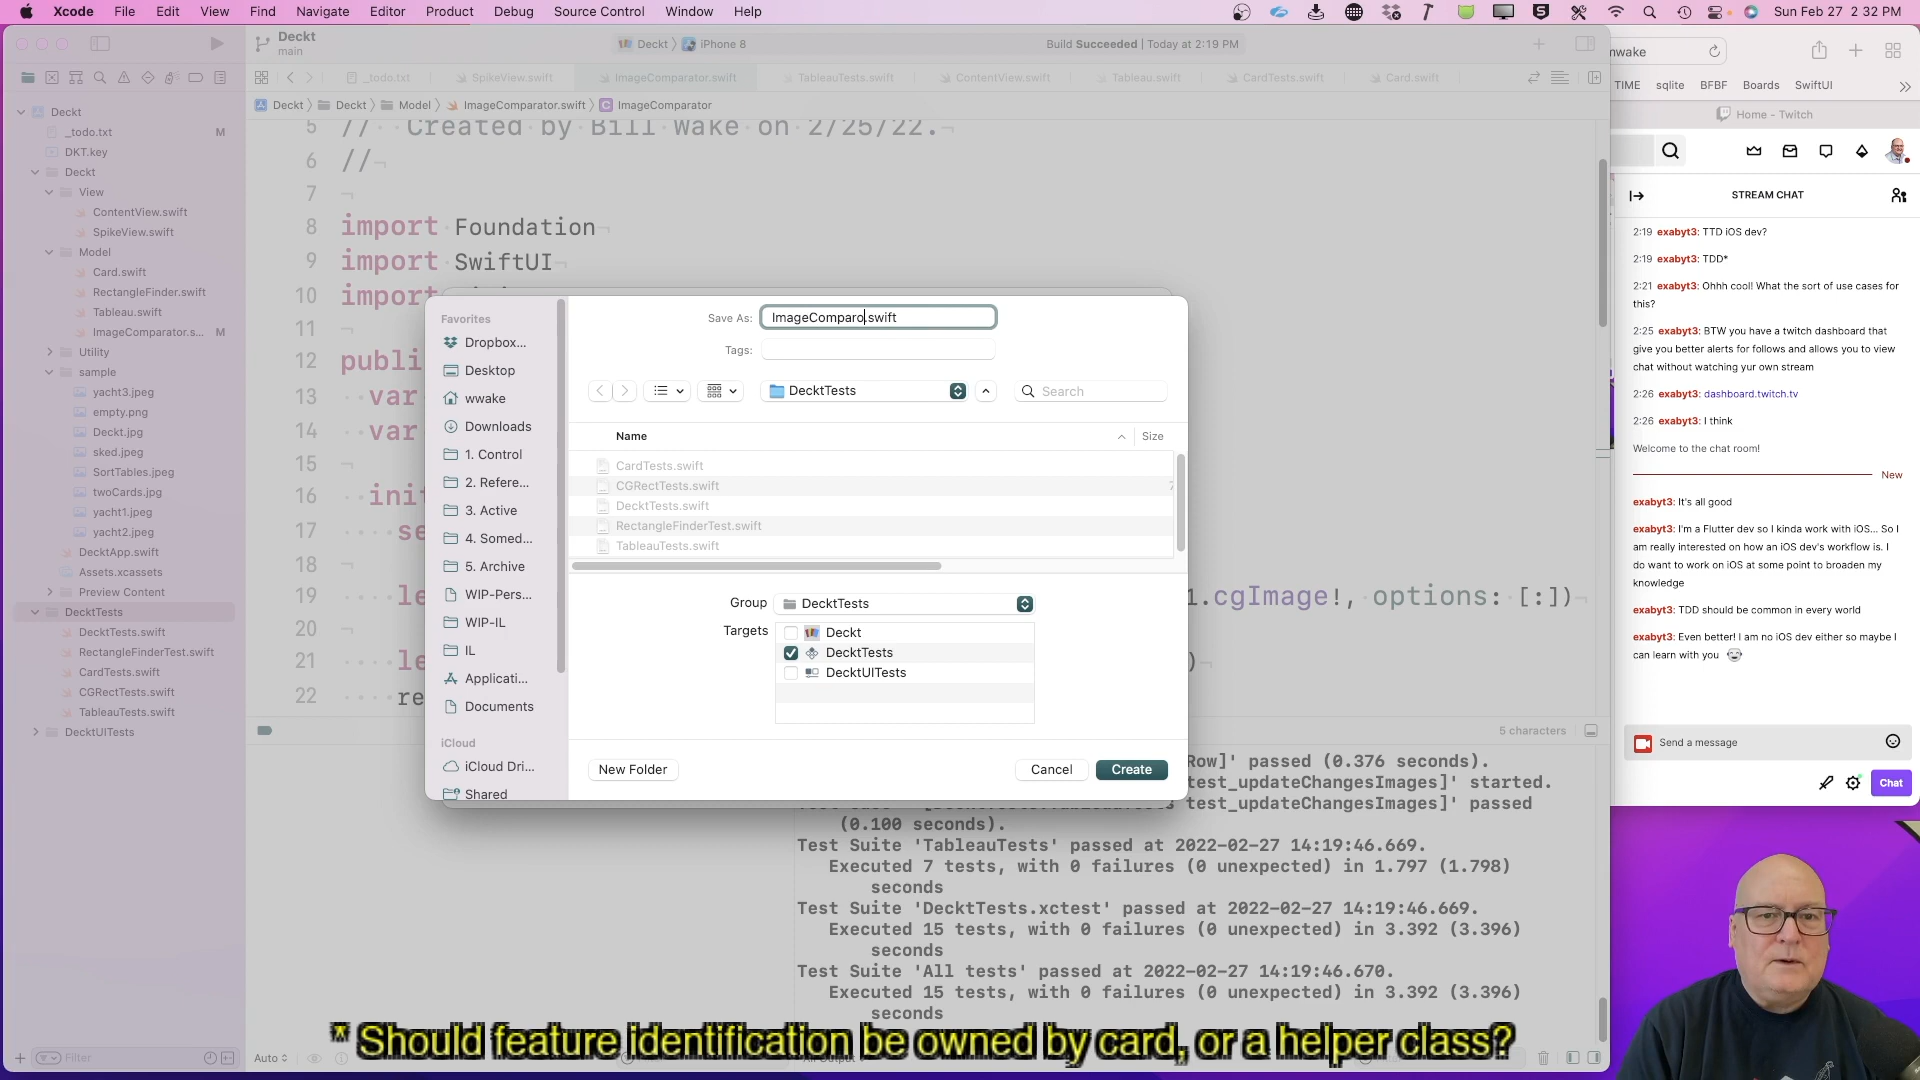 Xcode File Edit View Find Navigate Editor Product Debug Source Control Window Help
Sun Feb 27 2:32 PM
Deckt
main
Deckt
iPhone 8
Build Succeeded | Today at 2:19 PM
_todo.txt
SpikeView.swift
ImageComparator.swift
TableauTests.swift
ContentView.swift
Tableau.swift
CardTests.swift
Card.swift
Deckt Deckt Model ImageComparator.swift ImageComparator
Deckt
_todo.txt M
DKT.key
Deckt
View
ContentView.swift
SpikeView.swift
Model
Card.swift
RectangleFinder.swift
Tableau.swift
ImageComparator.s... M
Utility
sample
yacht3.jpeg
empty.png
Deckt.jpg
sked.jpeg
SortTables.jpeg
twoCards.jpg
yacht1.jpeg
yacht2.jpeg
DecktApp.swift
Assets.xcassets
Preview Content
DecktTests
DecktTests.swift
RectangleFinderTest.swift
CardTests.swift
CGRectTests.swift
TableauTests.swift
DecktUITests
Filter
5 // Created by Bill Wake on 2/25/22.
6 //
7
8 import Foundation
9 import SwiftUI
10 import
11
12 publi
13 var
14 var
15
16 init
17 se
18
19 le 1.cgImage!, options: [:])
20
21 le )
22 re
Favorites
Dropbox...
Desktop
wwake
Downloads
1. Control
2. Refere...
3. Active
4. Somed...
5. Archive
WIP-Pers...
WIP-IL
IL
Applicati...
Documents
iCloud
iCloud Dri...
Shared
Save As: ImageComparo.swift
Tags:
DecktTests
Search
Name Size
CardTests.swift
CGRectTests.swift
DecktTests.swift
RectangleFinderTest.swift
TableauTests.swift
Group DecktTests
Targets Deckt
DecktTests
DecktUITests
New Folder
Cancel
Create
5 characters
Row]' passed (0.376 seconds).
test_updateChangesImages]' started.
test_updateChangesImages]' passed
(0.100 seconds).
Test Suite 'TableauTests' passed at 2022-02-27 14:19:46.669.
Executed 7 tests, with 0 failures (0 unexpected) in 1.797 (1.798)
seconds
Test Suite 'DecktTests.xctest' passed at 2022-02-27 14:19:46.669.
Executed 15 tests, with 0 failures (0 unexpected) in 3.392 (3.396)
seconds
Test Suite 'All tests' passed at 2022-02-27 14:19:46.670.
Executed 15 tests, with 0 failures (0 unexpected) in 3.392 (3.396)
seconds
Auto
* Should feature identification be owned by card, or a helper class?
nwake
TIME sqlite BFBF Boards SwiftUI
Home - Twitch
STREAM CHAT
2:19 exabyt3: TTD iOS dev?
2:19 exabyt3: TDD*
2:21 exabyt3: Ohhh cool! What the sort of use cases for
this?
2:25 exabyt3: BTW you have a twitch dashboard that
give you better alerts for follows and allows you to view
chat without watching yur own stream
2:26 exabyt3: dashboard.twitch.tv
2:26 exabyt3: I think
Welcome to the chat room!
New
exabyt3: It's all good
exabyt3: I'm a Flutter dev so I kinda work with iOS... So I
am really interested on how an iOS dev's workflow is. I
do want to work on iOS at some point to broaden my
knowledge
exabyt3: TDD should be common in every world
exabyt3: Even better! I am no iOS dev either so maybe I
can learn with you
Send a message
Chat